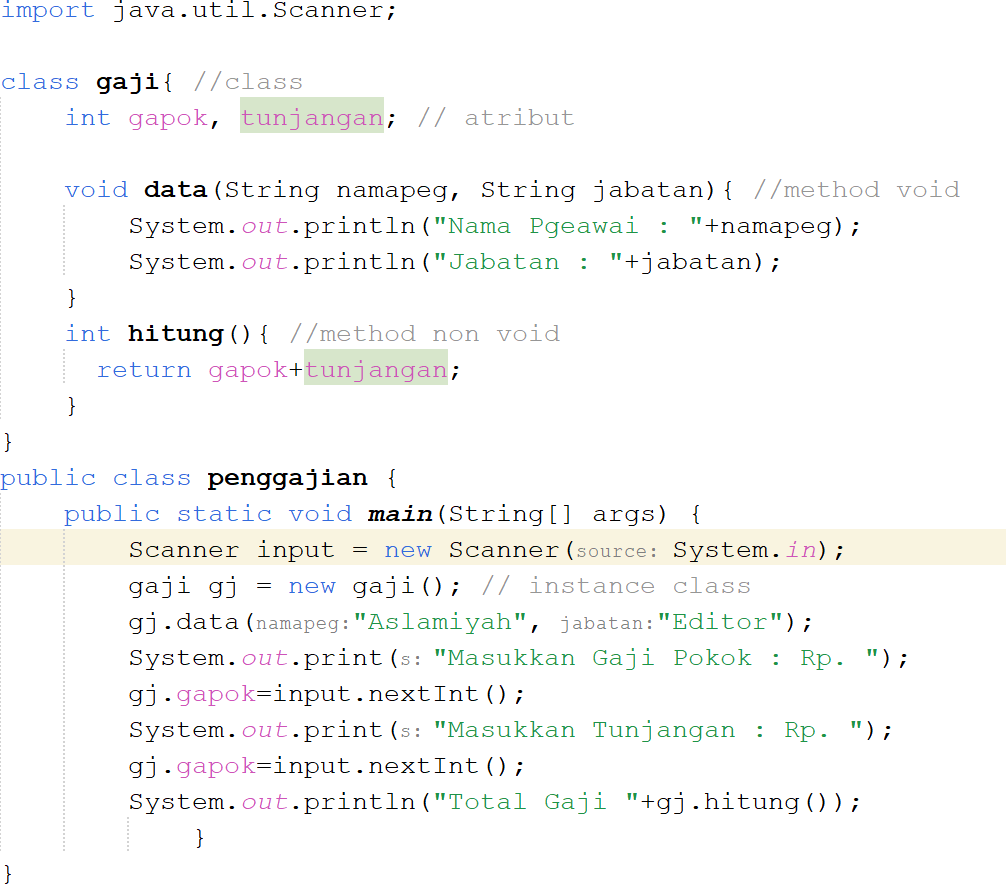 import java.util.Scanner;
class gaji{ //class
int gapok, tunjangan; // atribut
void data(String namapeg, String jabatan){ //method void
System.out.println("Nama Pgeawai : "+namapeg);
System.out.println("Jabatan : "+jabatan);
}
int hitung(){ //method non void
return gapok+tunjangan;
}
}
public class penggajian {
public static void main(String[] args) {
Scanner input = new Scanner(source: System.in);
gaji gj = new gaji(); // instance class
gj.data(namapeg:"Aslamiyah", jabatan:"Editor");
System.out.print(s: "Masukkan Gaji Pokok : Rp. ");
gj.gapok=input.nextInt();
System.out.print(s: "Masukkan Tunjangan : Rp. ");
gj.gapok=input.nextInt();
System.out.println("Total Gaji "+gj.hitung());
}
}